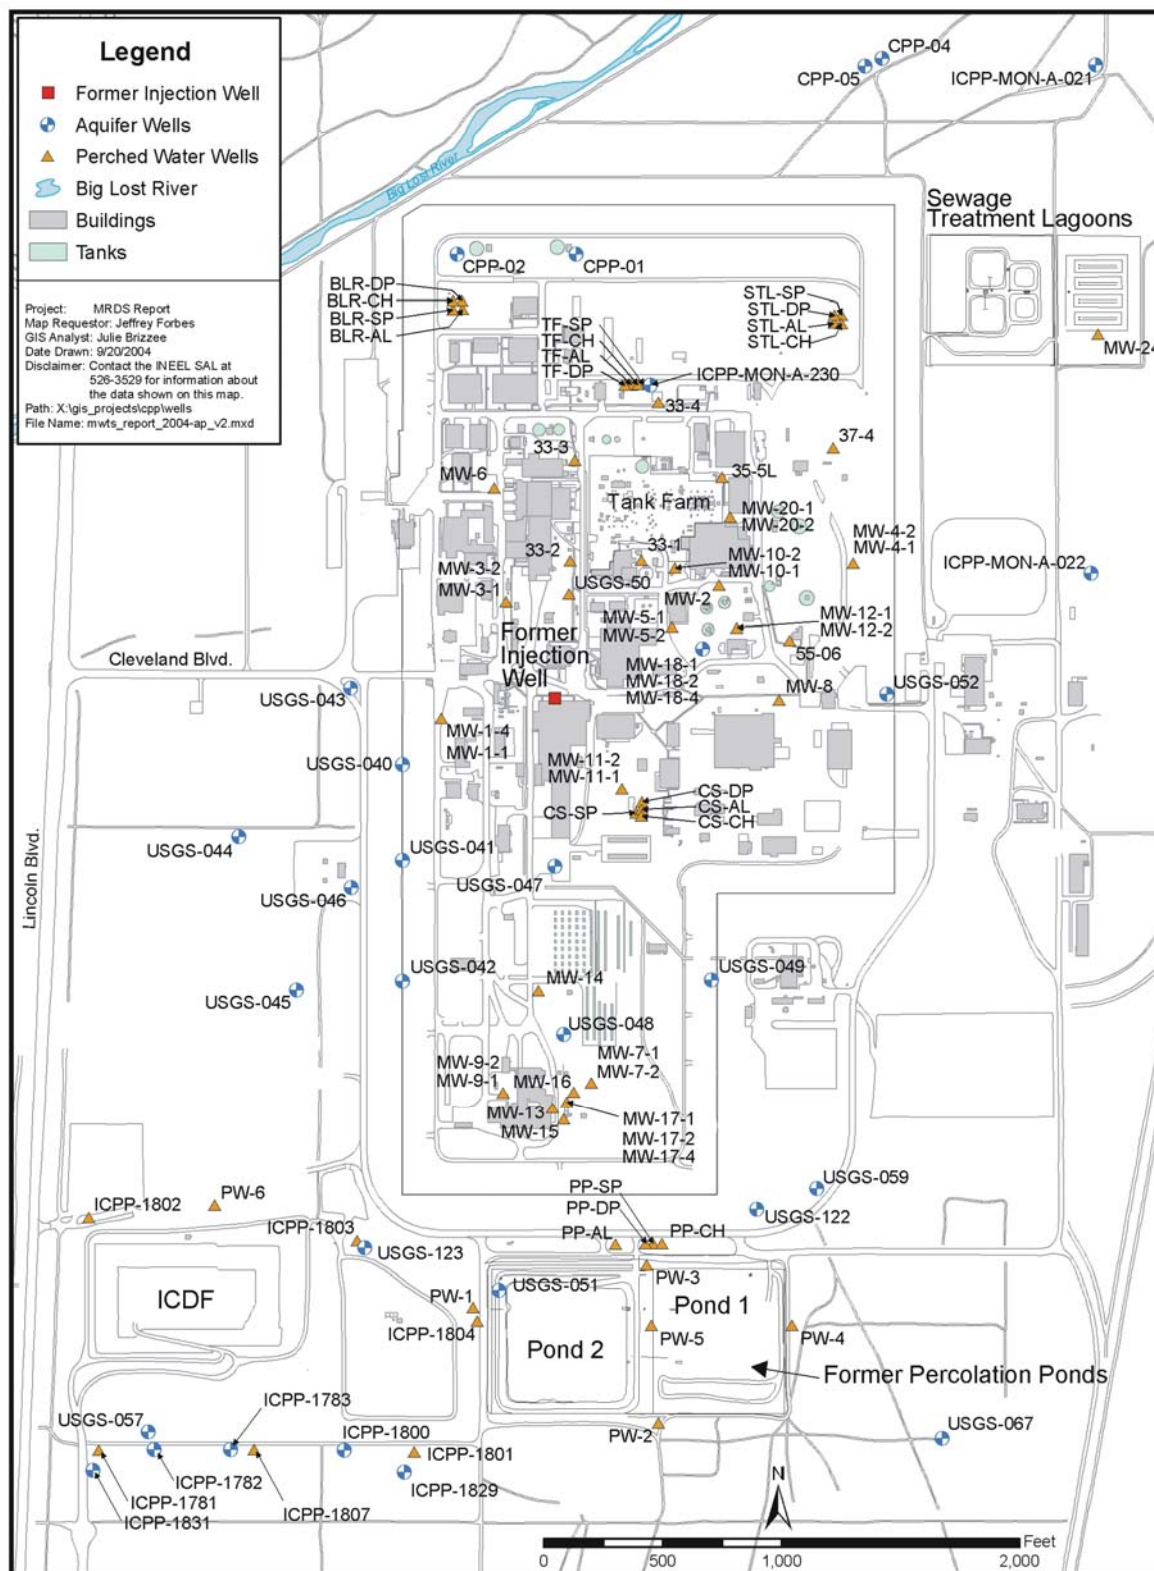 Legend
Former Injection Well
Aquifer Wells
Perched Water Wells
Big Lost River
Buildings
Tanks
Project: MRDS Report
Map Requestor: Jeffrey Forbes
GIS Analyst: Julie Brizzee
Date Drawn: 9/20/2004
Disclaimer: Contact the INEEL SAL at
526-3529 for information about
the data shown on this map.
Path: X:\gis_projects\cpp\wells
File Name: mwts_report_2004-ap_v2.mxd
CPP-04
CPP-05
ICPP-MON-A-021
Big Lost River
Sewage
Treatment Lagoons
CPP-02
CPP-01
BLR-DP
BLR-CH
BLR-SP
BLR-AL
STL-SP
STL-DP
STL-AL
STL-CH
TF-SP
TF-CH
TF-AL
TF-DP
MW-24
ICPP-MON-A-230
33-4
37-4
33-3
MW-6
35-5L
Tank Farm
MW-20-1
MW-20-2
MW-4-2
MW-4-1
33-2
33-1
MW-10-2
MW-10-1
ICPP-MON-A-022
MW-3-2
MW-3-1
USGS-50
MW-2
MW-5-1
MW-5-2
MW-12-1
MW-12-2
Former
Injection
Well
55-06
Cleveland Blvd.
MW-18-1
MW-18-2
MW-18-4
MW-8
USGS-052
USGS-043
MW-1-4
MW-1-1
USGS-040
MW-11-2
MW-11-1
CS-DP
CS-AL
CS-CH
CS-SP
Lincoln Blvd.
USGS-044
USGS-041
USGS-047
USGS-046
USGS-042
USGS-049
USGS-045
MW-14
USGS-048
MW-7-1
MW-7-2
MW-9-2
MW-9-1
MW-16
MW-13
MW-15
MW-17-1
MW-17-2
MW-17-4
PP-SP
PP-DP
PP-AL
PP-CH
USGS-059
USGS-122
ICPP-1802
PW-6
ICPP-1803
USGS-123
PW-3
USGS-051
ICDF
PW-1
ICPP-1804
Pond 1
Pond 2
PW-5
PW-4
Former Percolation Ponds
USGS-057
ICPP-1783
ICPP-1800
PW-2
USGS-067
ICPP-1801
ICPP-1782
ICPP-1829
ICPP-1781
ICPP-1807
ICPP-1831
N
Feet
0 500 1,000 2,000